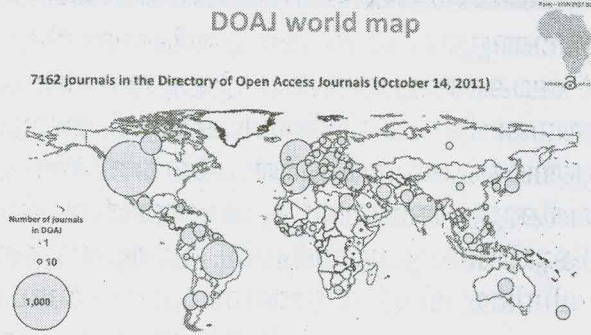 DOAJ world map
7162 journals in the Directory of Open Access Journals (October 14, 2011)
Number of journals
in DOAJ
1
10
1,000